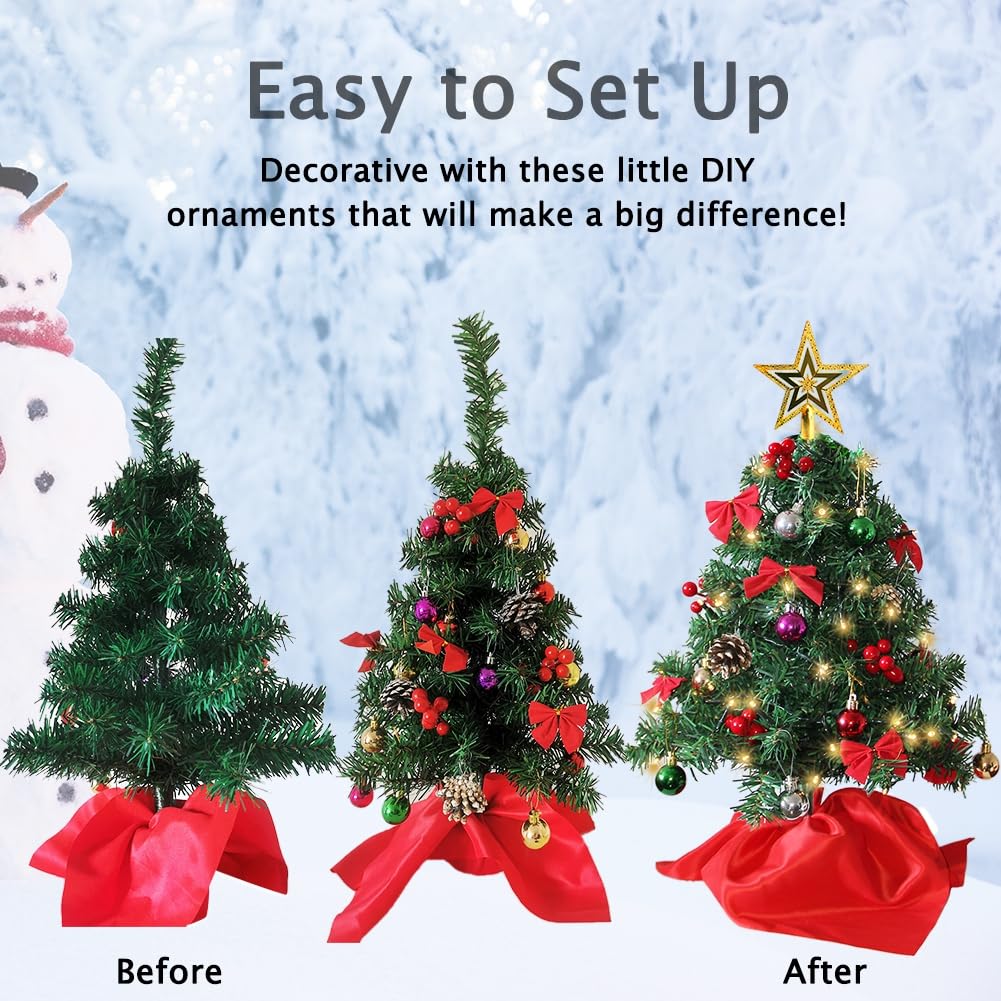 Easy to Set Up
Decorative with these little DIY
ornaments that will make a big difference!
Before
After